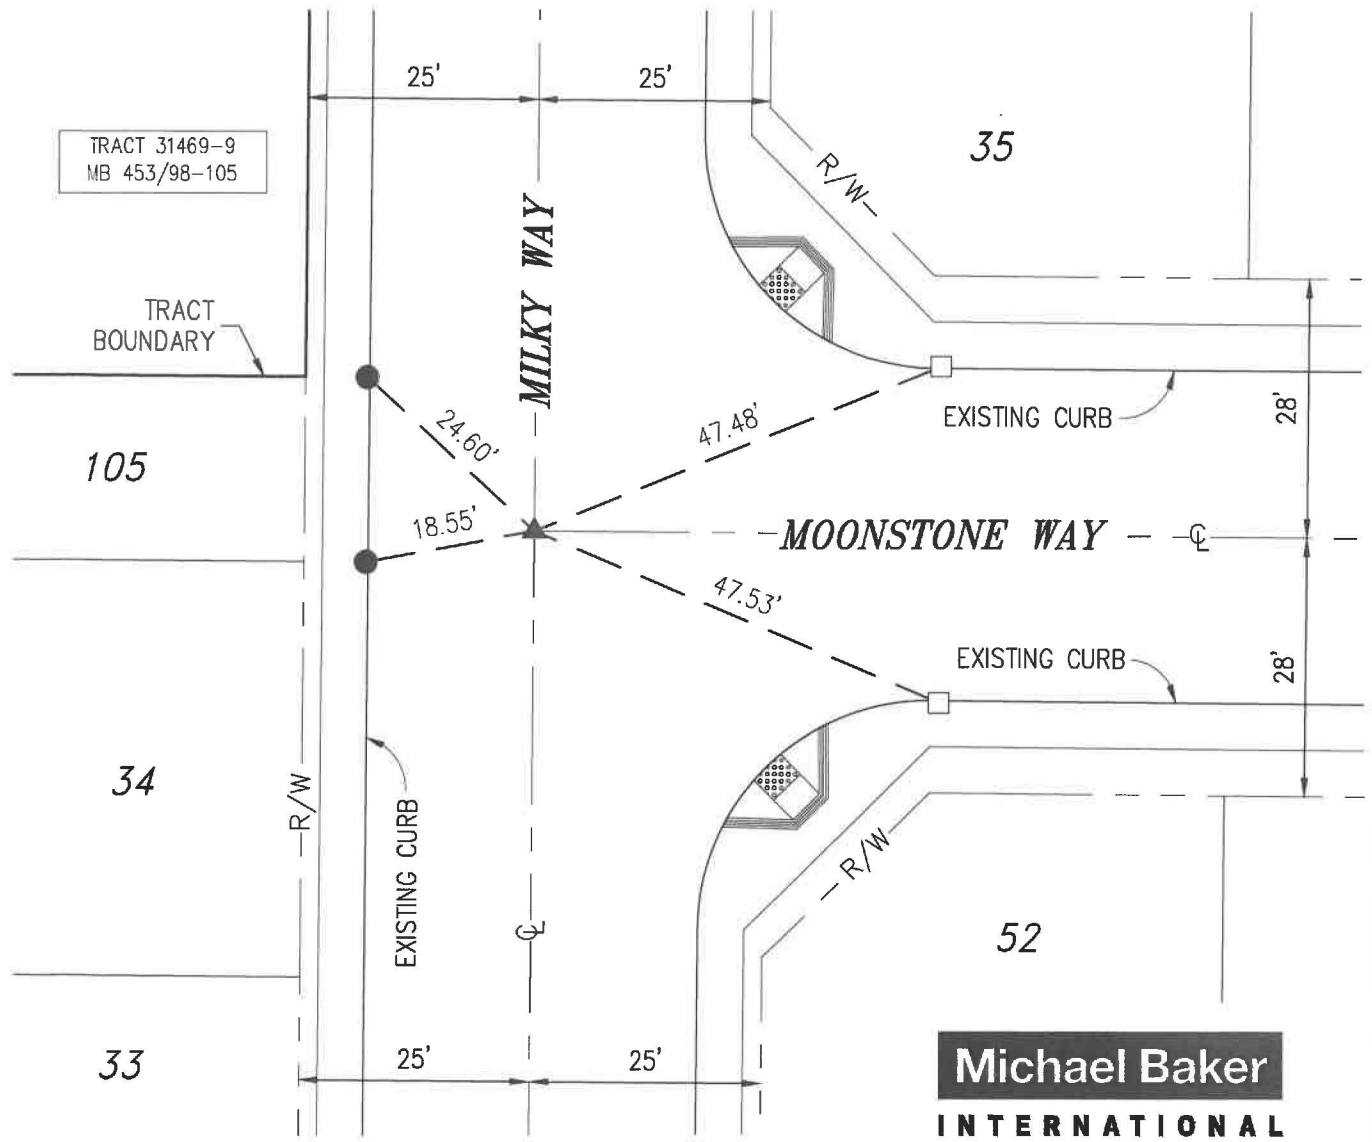 25'
25'
TRACT 31469-9
MB 453/98-105
35
R/W
MILKY WAY
TRACT
BOUNDARY
24.60'
47.48'
EXISTING CURB
28'
105
18.55'
MOONSTONE WAY
℄
47.53'
EXISTING CURB
28'
34
R/W
EXISTING CURB
R/W
℄
52
33
25'
25'
Michael Baker
INTERNATIONAL